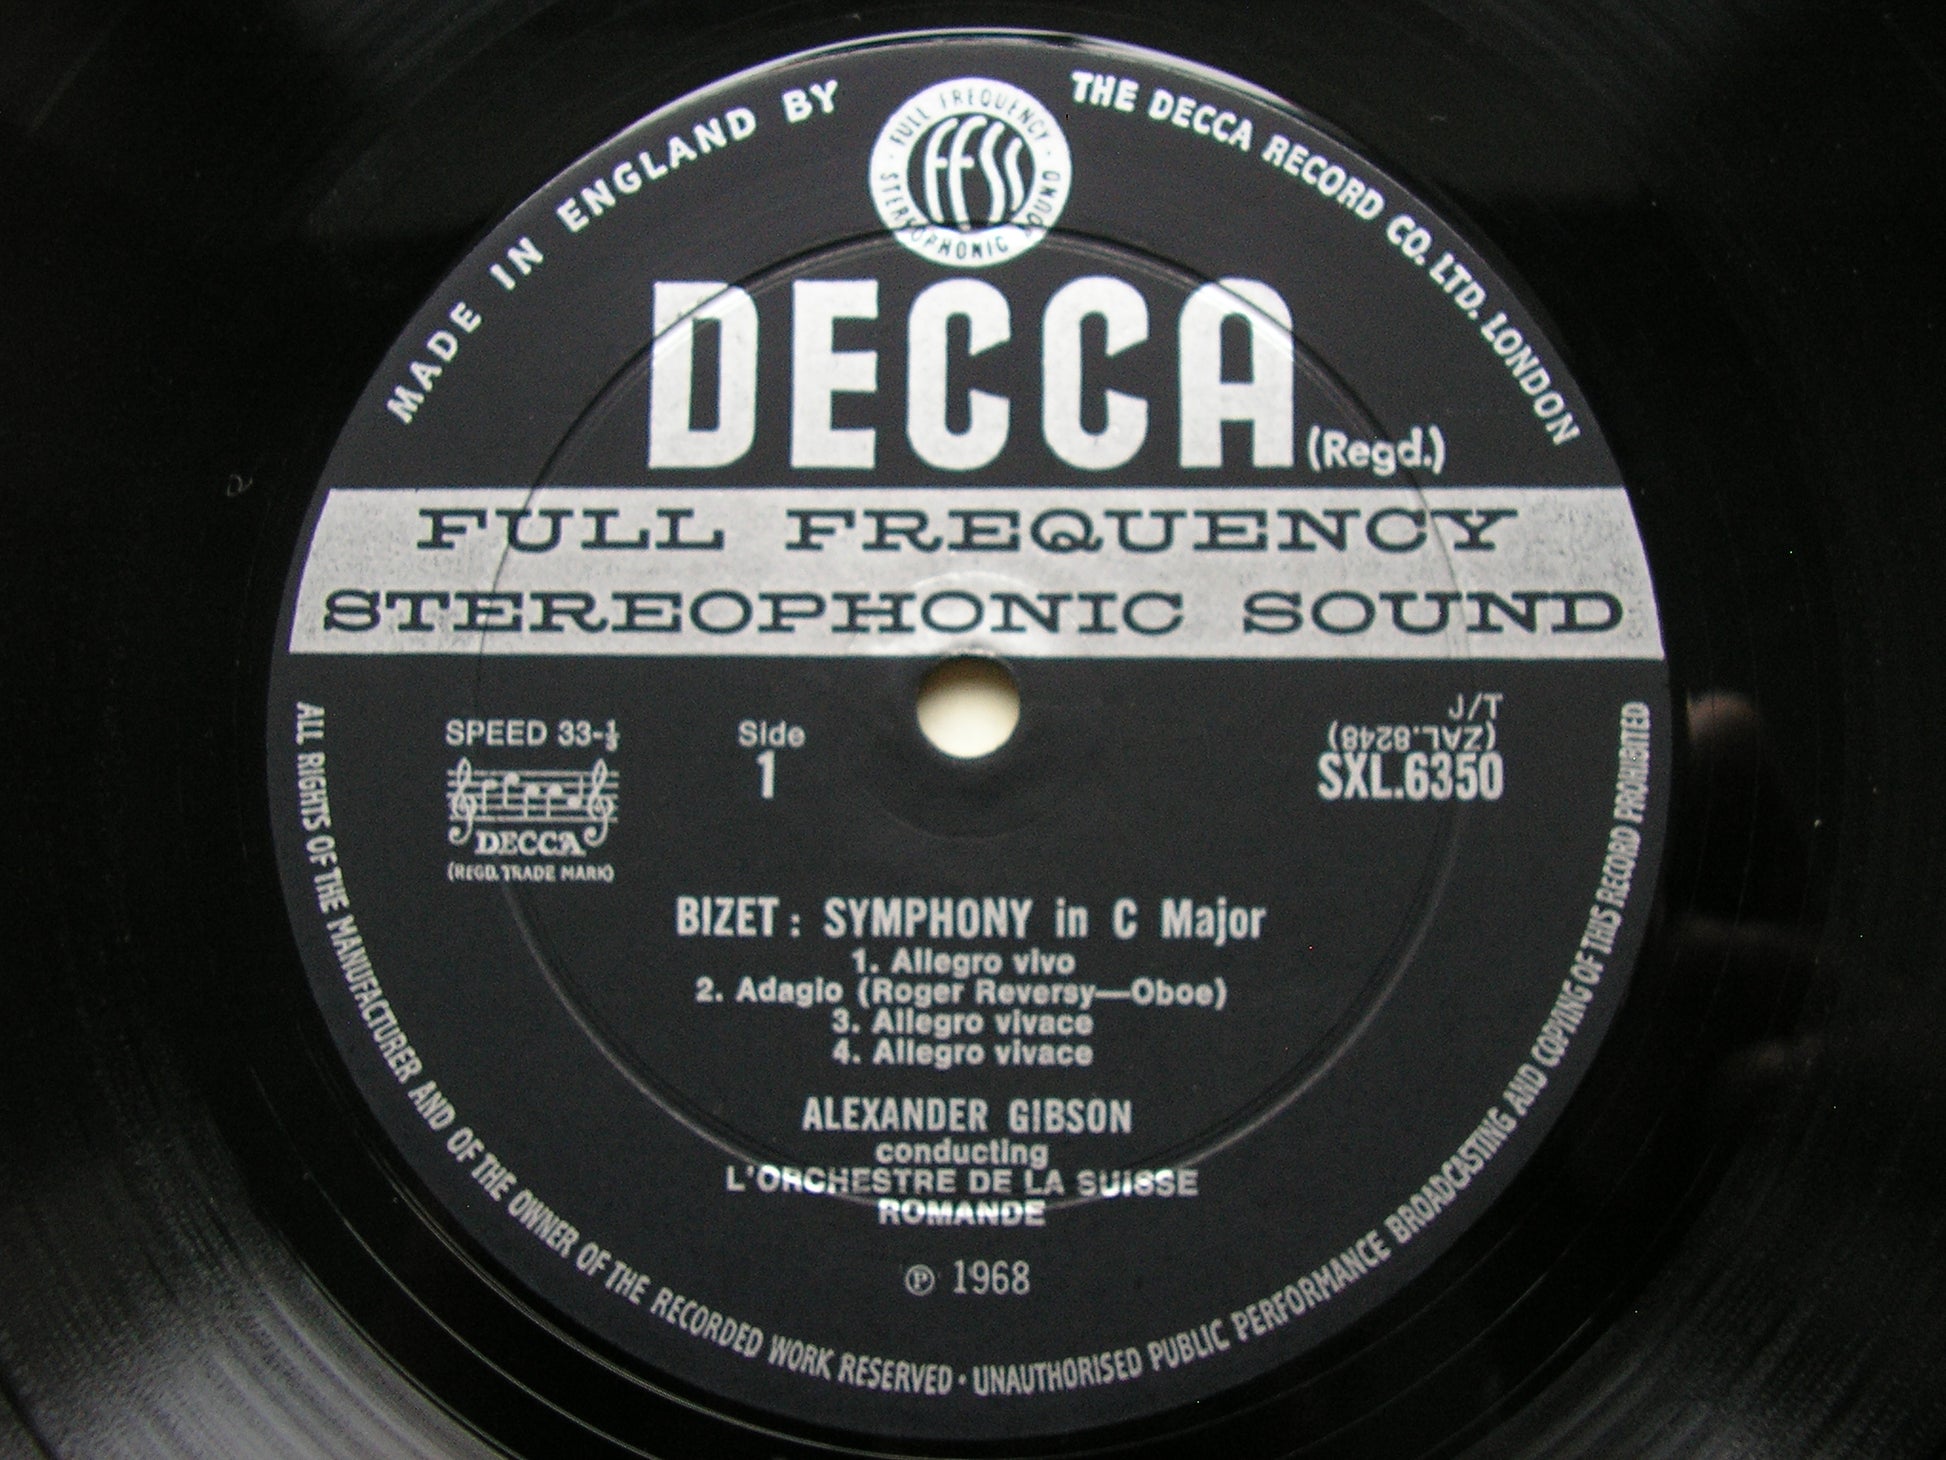 MADE IN ENGLAND BY
THE DECCA RECORD CO. LTD. LONDON
FULL FREQUENCY
STEREOPHONIC SOUND
FFSS
DECCA (Regd.)
FULL FREQUENCY
STEREOPHONIC SOUND
SPEED 33-⅓
Side
1
J/T
(ZAL.8248)
SXL.6350
DECCA
(REGD. TRADE MARK)
BIZET : SYMPHONY in C Major
1. Allegro vivo
2. Adagio (Roger Reversy—Oboe)
3. Allegro vivace
4. Allegro vivace
ALEXANDER GIBSON
conducting
L'ORCHESTRE DE LA SUISSE
ROMANDE
℗ 1968
ALL RIGHTS OF THE MANUFACTURER AND OF THE OWNER OF THE RECORDED WORK RESERVED · UNAUTHORISED PUBLIC PERFORMANCE BROADCASTING AND COPYING OF THIS RECORD PROHIBITED